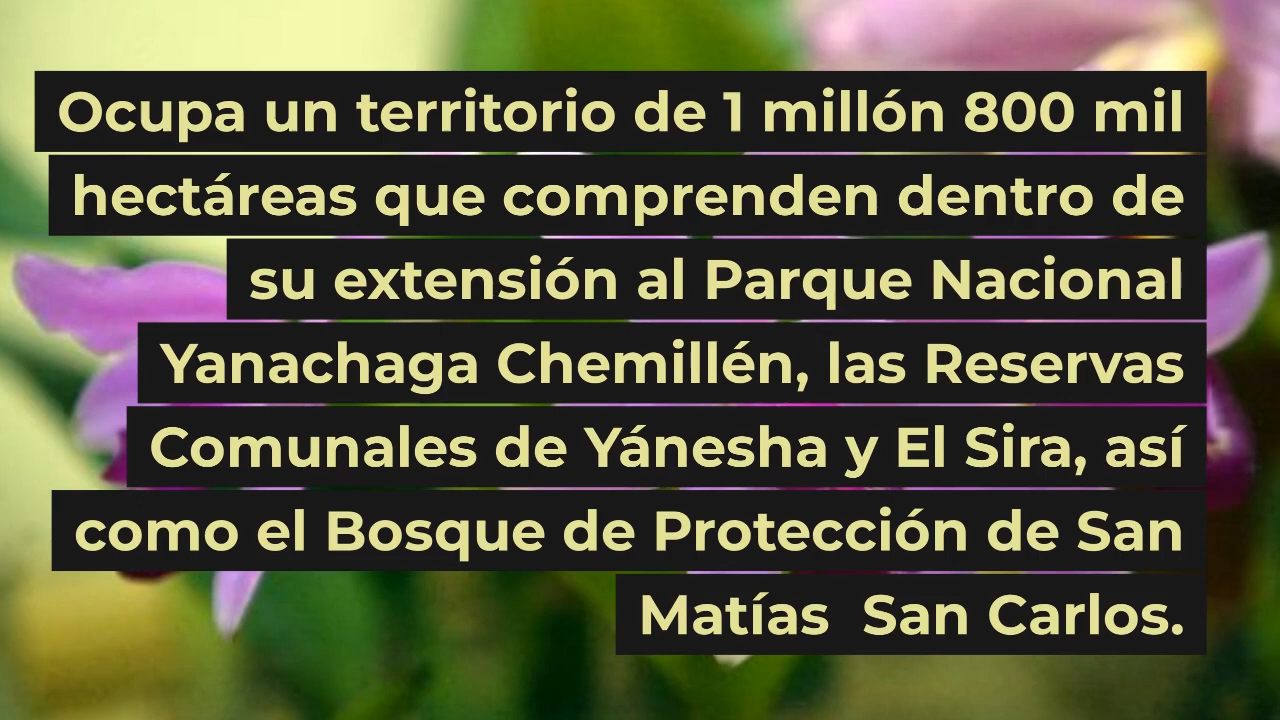 Ocupa un territorio de 1 millón 800 mil
hectáreas que comprenden dentro de
su extensión al Parque Nacional
Yanachaga Chemillén, las Reservas
Comunales de Yánesha y El Sira, así
como el Bosque de Protección de San
Matías  San Carlos.